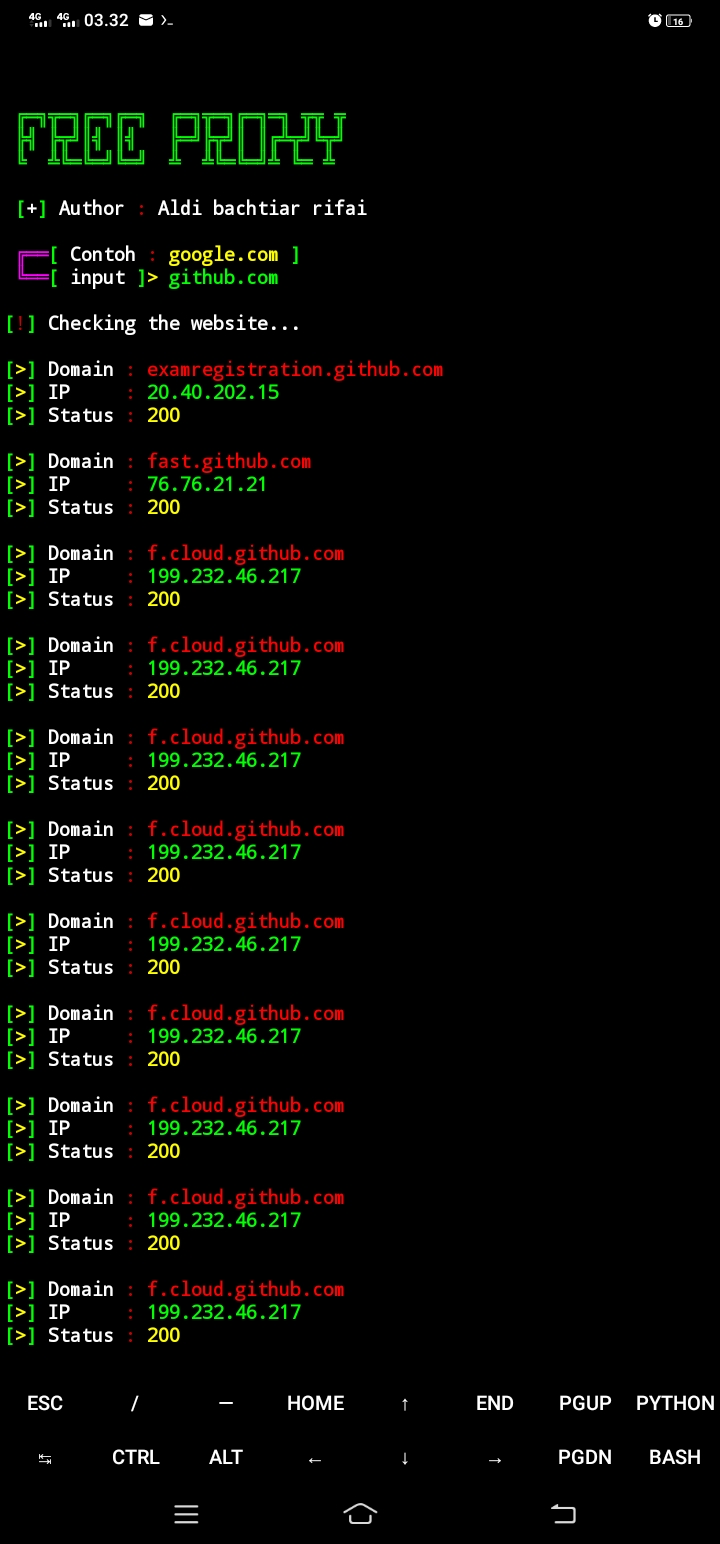 4G 4G 03.32 16
FREE PROXY
[+] Author : Aldi bachtiar rifai
[ Contoh : google.com ]
[ input ]> github.com
[!] Checking the website...
[>] Domain : examregistration.github.com
[>] IP : 20.40.202.15
[>] Status : 200
[>] Domain : fast.github.com
[>] IP : 76.76.21.21
[>] Status : 200
[>] Domain : f.cloud.github.com
[>] IP : 199.232.46.217
[>] Status : 200
[>] Domain : f.cloud.github.com
[>] IP : 199.232.46.217
[>] Status : 200
[>] Domain : f.cloud.github.com
[>] IP : 199.232.46.217
[>] Status : 200
[>] Domain : f.cloud.github.com
[>] IP : 199.232.46.217
[>] Status : 200
[>] Domain : f.cloud.github.com
[>] IP : 199.232.46.217
[>] Status : 200
[>] Domain : f.cloud.github.com
[>] IP : 199.232.46.217
[>] Status : 200
[>] Domain : f.cloud.github.com
[>] IP : 199.232.46.217
[>] Status : 200
[>] Domain : f.cloud.github.com
[>] IP : 199.232.46.217
[>] Status : 200
[>] Domain : f.cloud.github.com
[>] IP : 199.232.46.217
[>] Status : 200
ESC / — HOME ↑ END PGUP PYTHON
↹ CTRL ALT ← ↓ → PGDN BASH